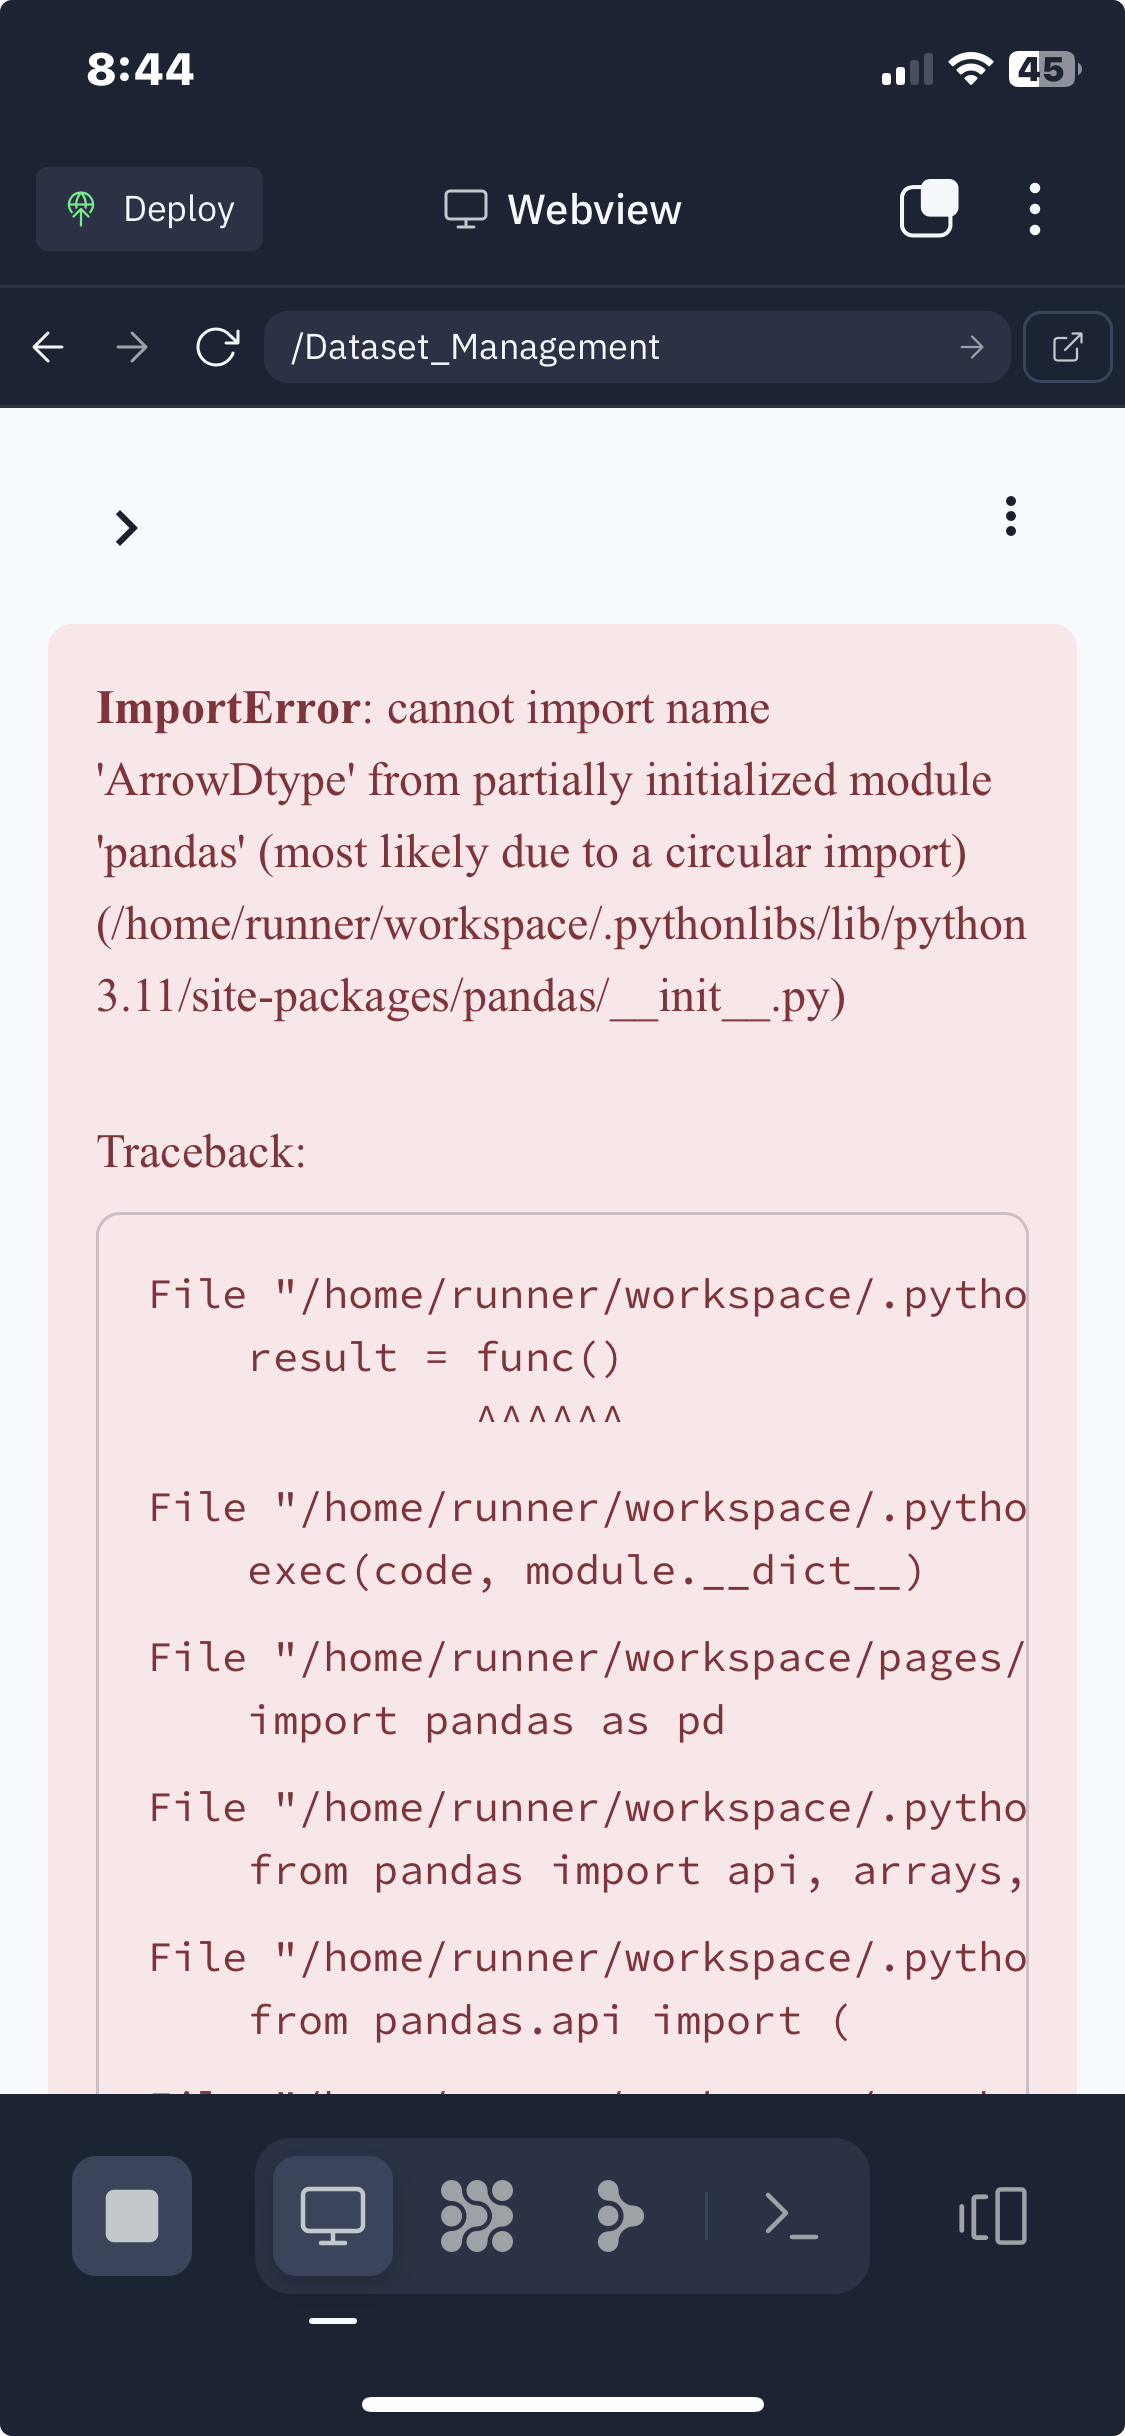 8:44
45
Deploy
Webview
/Dataset_Management
ImportError: cannot import name
'ArrowDtype' from partially initialized module
'pandas' (most likely due to a circular import)
(/home/runner/workspace/.pythonlibs/lib/python
3.11/site-packages/pandas/__init__.py)
Traceback:
File "/home/runner/workspace/.pytho
result = func()
^^^^^^
File "/home/runner/workspace/.pytho
exec(code, module.__dict__)
File "/home/runner/workspace/pages/
import pandas as pd
File "/home/runner/workspace/.pytho
from pandas import api, arrays,
File "/home/runner/workspace/.pytho
from pandas.api import (